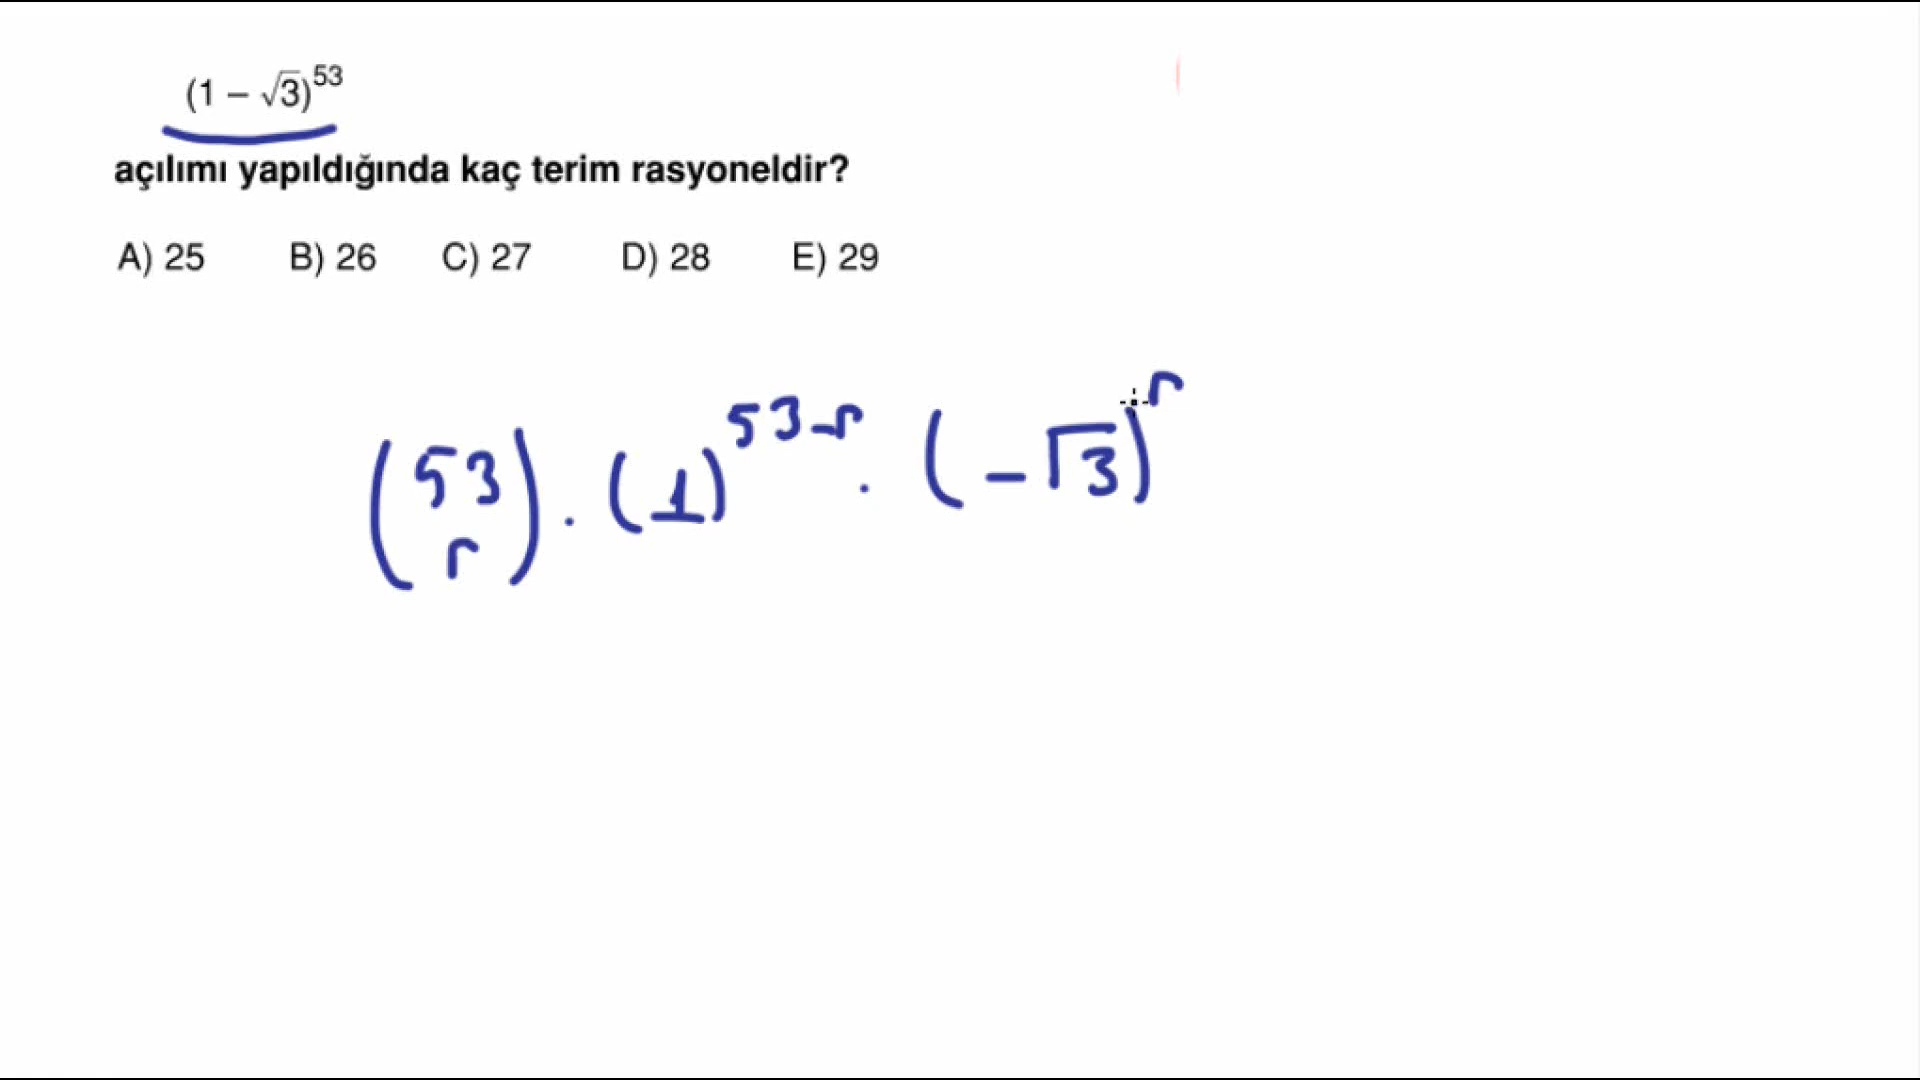 (1 – √3)⁵³
açılımı yapıldığında kaç terim rasyoneldir?
A) 25 B) 26 C) 27 D) 28 E) 29
(53 r) . (1)^53-r . (-√3)^r